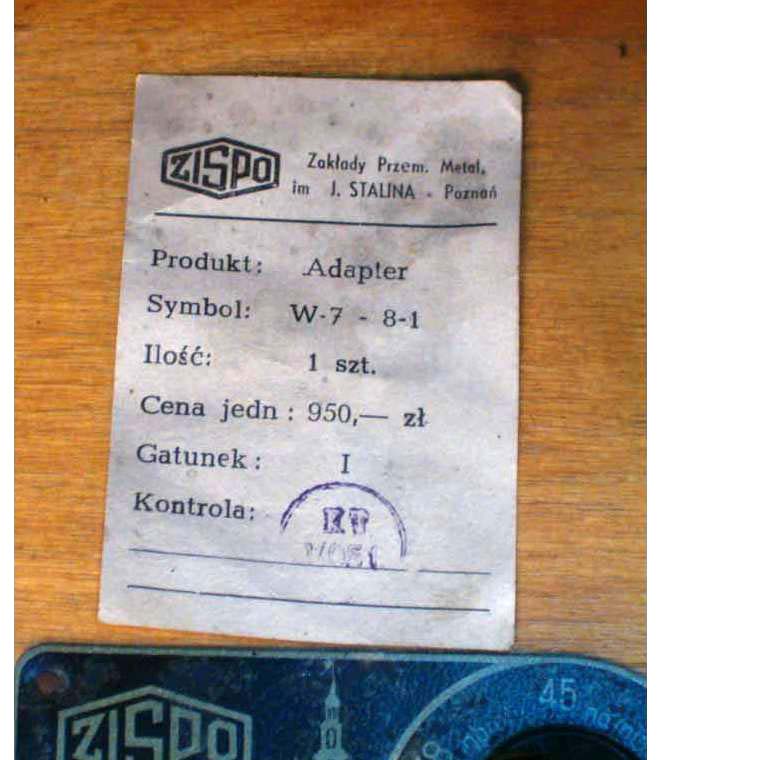 ZISPO
Zakłady Przem. Metal.
im J. STALINA - Poznań
Produkt: Adapter
Symbol: W-7 - 8-1
Ilość: 1 szt.
Cena jedn : 950,— zł
Gatunek : I
Kontrola:
ZISPO
45